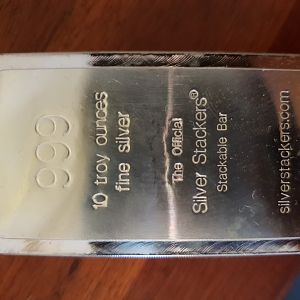 999
10 troy ounces
fine silver
The Official
Silver Stackers®
Stackable Bar
silverstackers.com